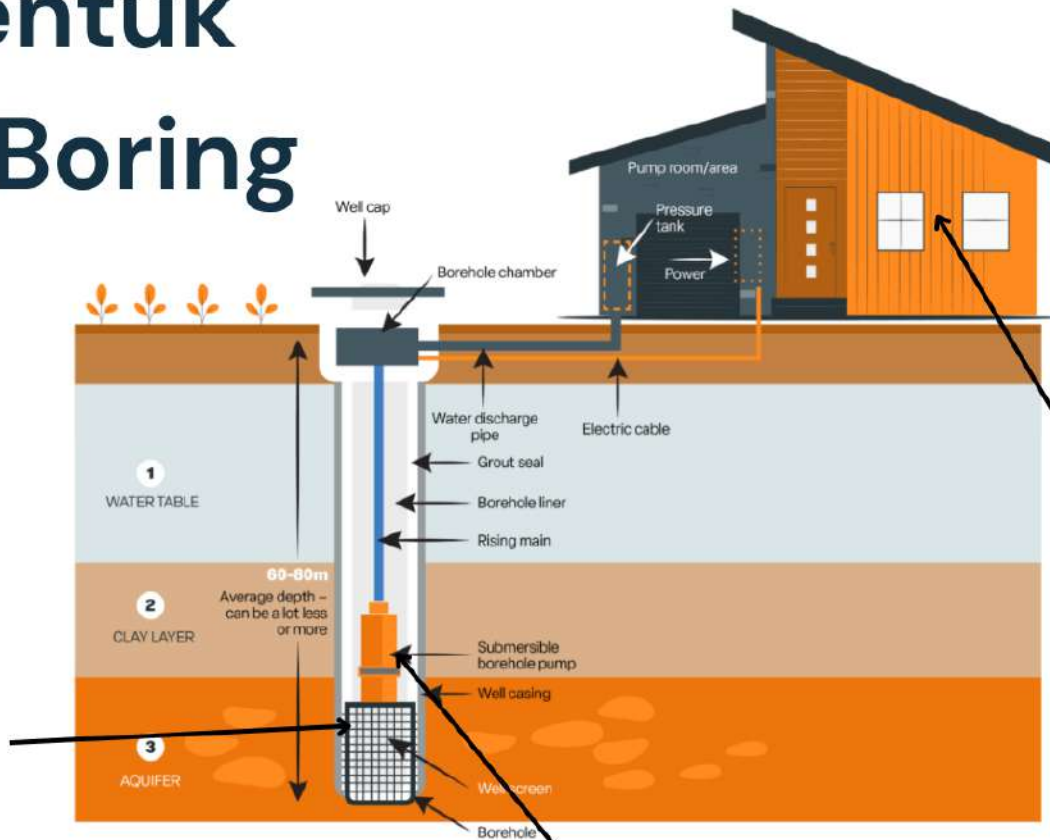 entuk
Boring
Well cap
Borehole chamber
Pump room/area
Pressure
tank
Power
Water discharge
pipe
Electric cable
Grout seal
Borehole liner
Rising main
1
WATER TABLE
60-80m
Average depth –
can be a lot less
or more
2
CLAY LAYER
Submersible
borehole pump
Well casing
3
AQUIFER
Well screen
Borehole